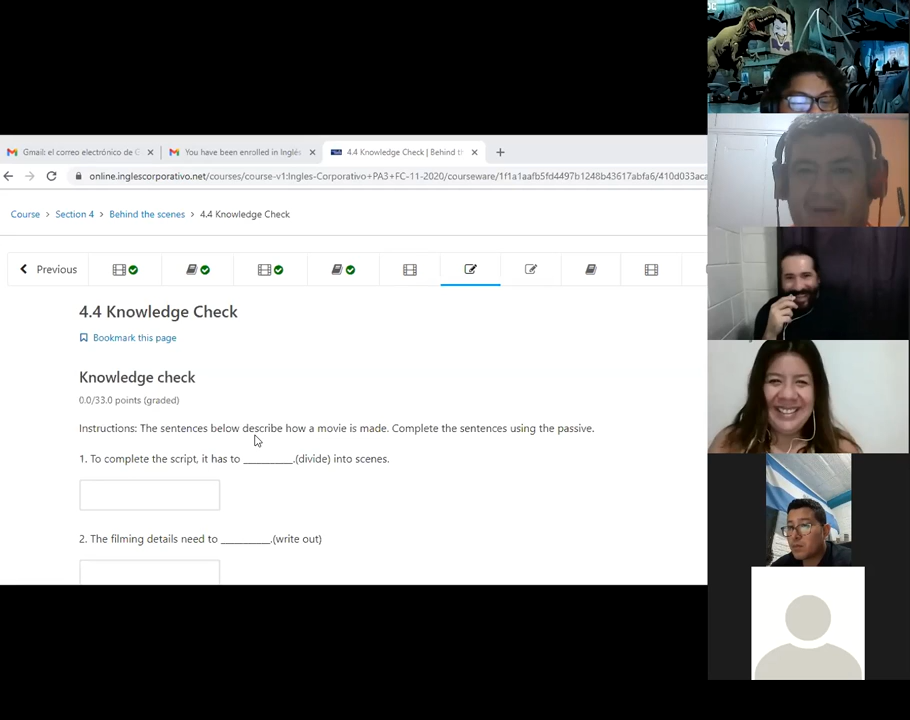 Gmail: el correo electrónico de G
You have been enrolled in Inglés
4.4 Knowledge Check | Behind th
online.inglescorporativo.net/courses/course-v1:Ingles-Corporativo+PA3+FC-11-2020/courseware/1f1a1aafb5fd4497b1248b43617abfa6/410d033aca
Course > Section 4 > Behind the scenes > 4.4 Knowledge Check
Previous
4.4 Knowledge Check
Bookmark this page
Knowledge check
0.0/33.0 points (graded)
Instructions: The sentences below describe how a movie is made. Complete the sentences using the passive.
1. To complete the script, it has to __________.(divide) into scenes.
2. The filming details need to __________.(write out)